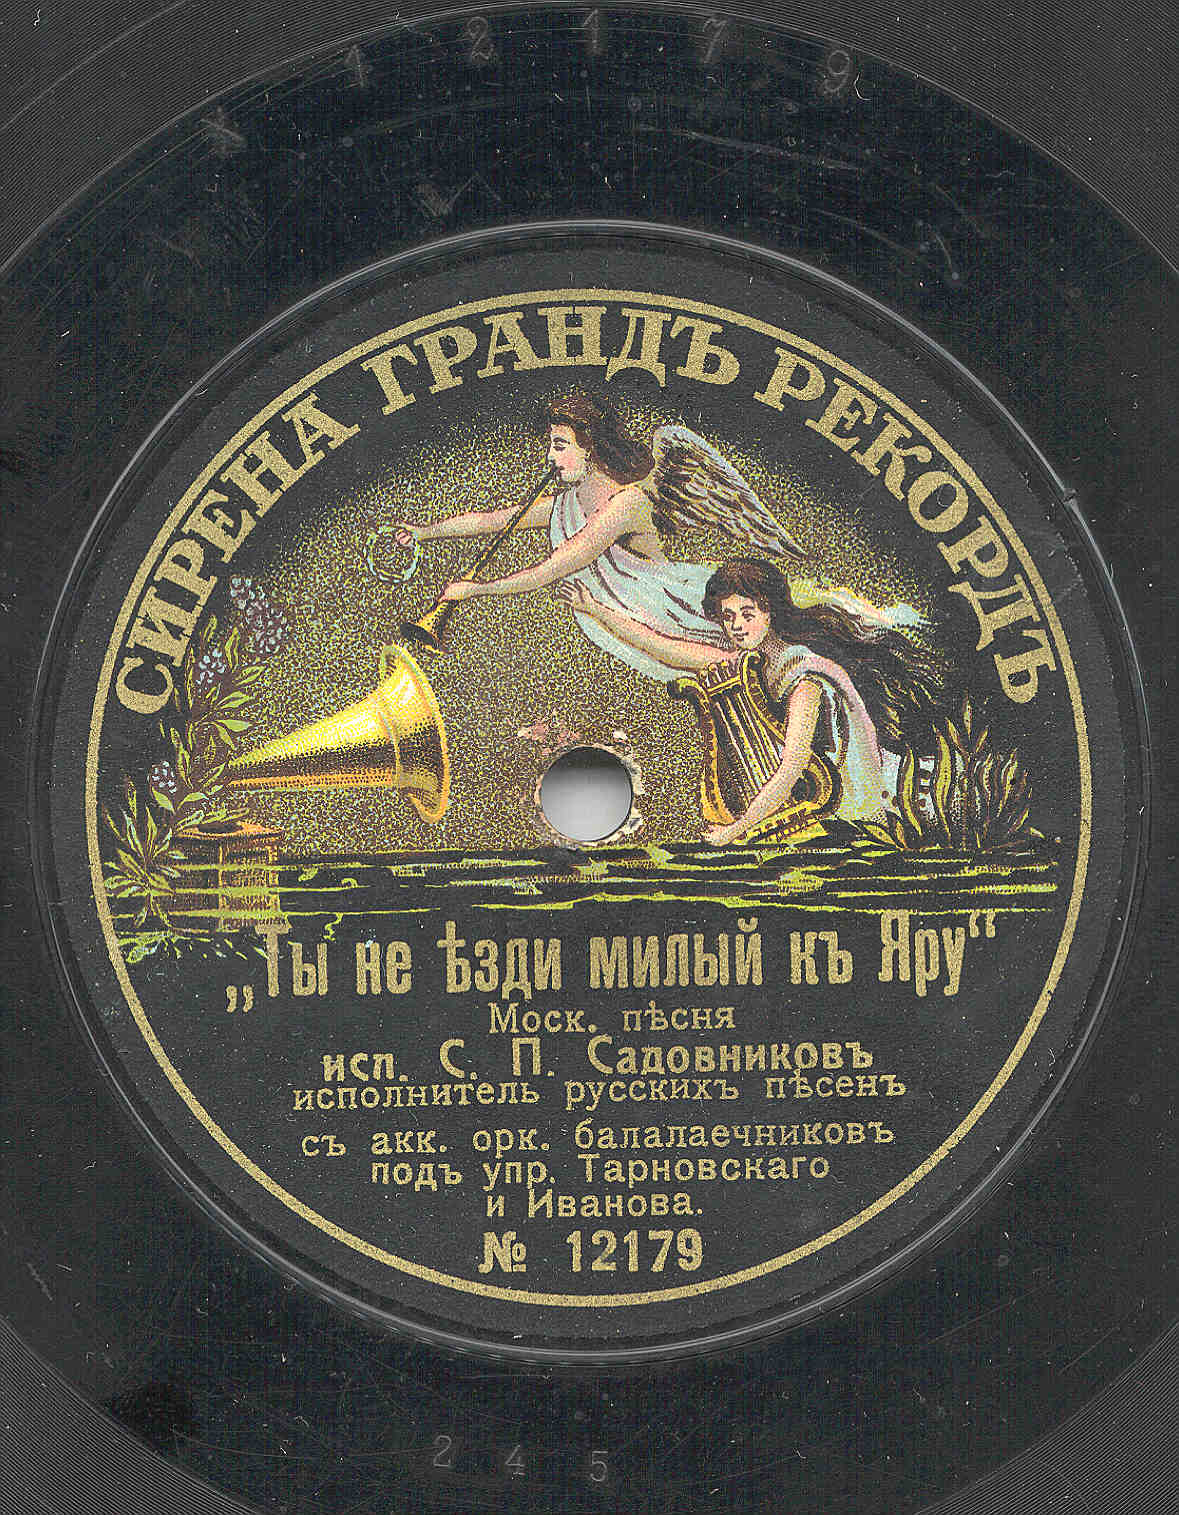 12179
СИРЕНА ГРАНДЪ РЕКОРДЪ
„Ты не ѣзди милый къ Яру“
Моск. пѣсня
исп. С. П. Садовниковъ
исполнитель русскихъ пѣсенъ
съ акк. орк. балалаечниковъ
подъ упр. Тарновскаго
и Иванова.
№ 12179
245